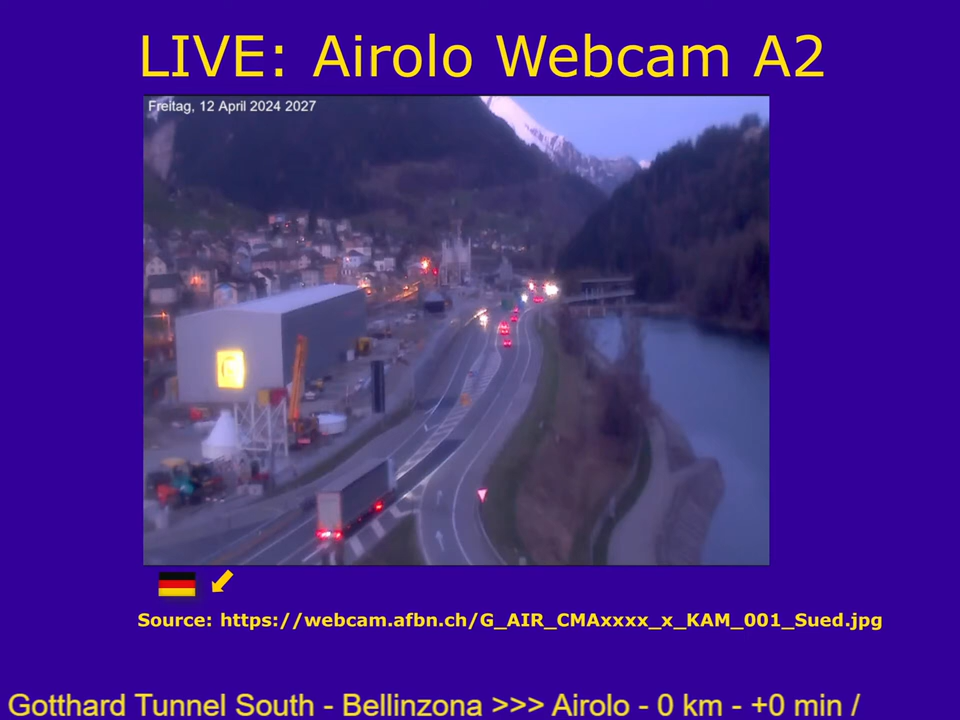 LIVE: Airolo Webcam A2
Freitag, 12 April 2024 2027
Source: https://webcam.afbn.ch/G_AIR_CMAxxxx_x_KAM_001_Sued.jpg
Gotthard Tunnel South - Bellinzona >>> Airolo - 0 km - +0 min /